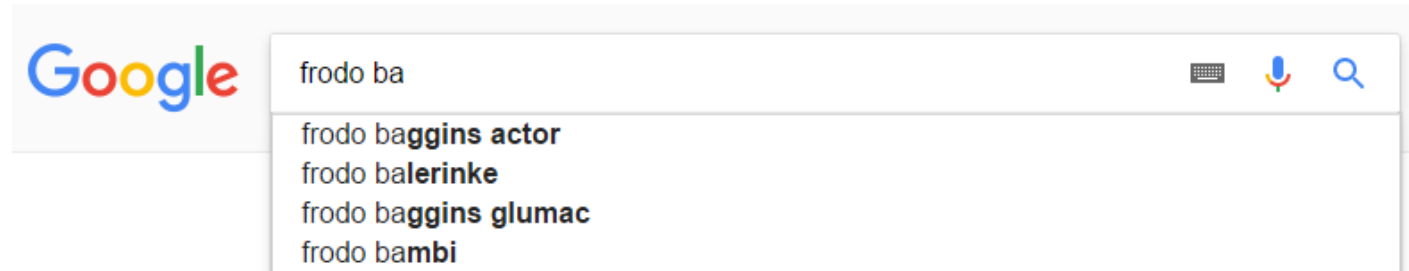 Google
frodo ba
frodo baggins actor
frodo balerinke
frodo baggins glumac
frodo bambi